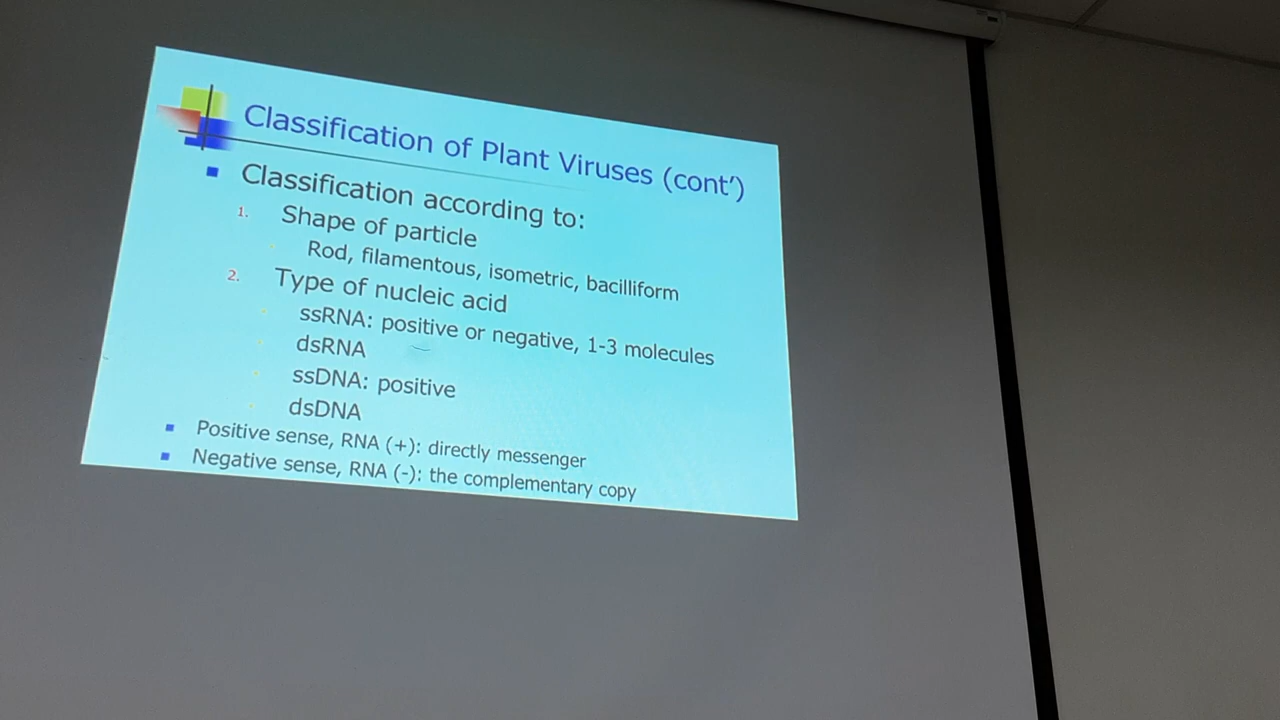 Classification of Plant Viruses (cont’)
Classification according to:
1. Shape of particle
Rod, filamentous, isometric, bacilliform
2. Type of nucleic acid
ssRNA: positive or negative, 1-3 molecules
dsRNA
ssDNA: positive
dsDNA
Positive sense, RNA (+): directly messenger
Negative sense, RNA (-): the complementary copy